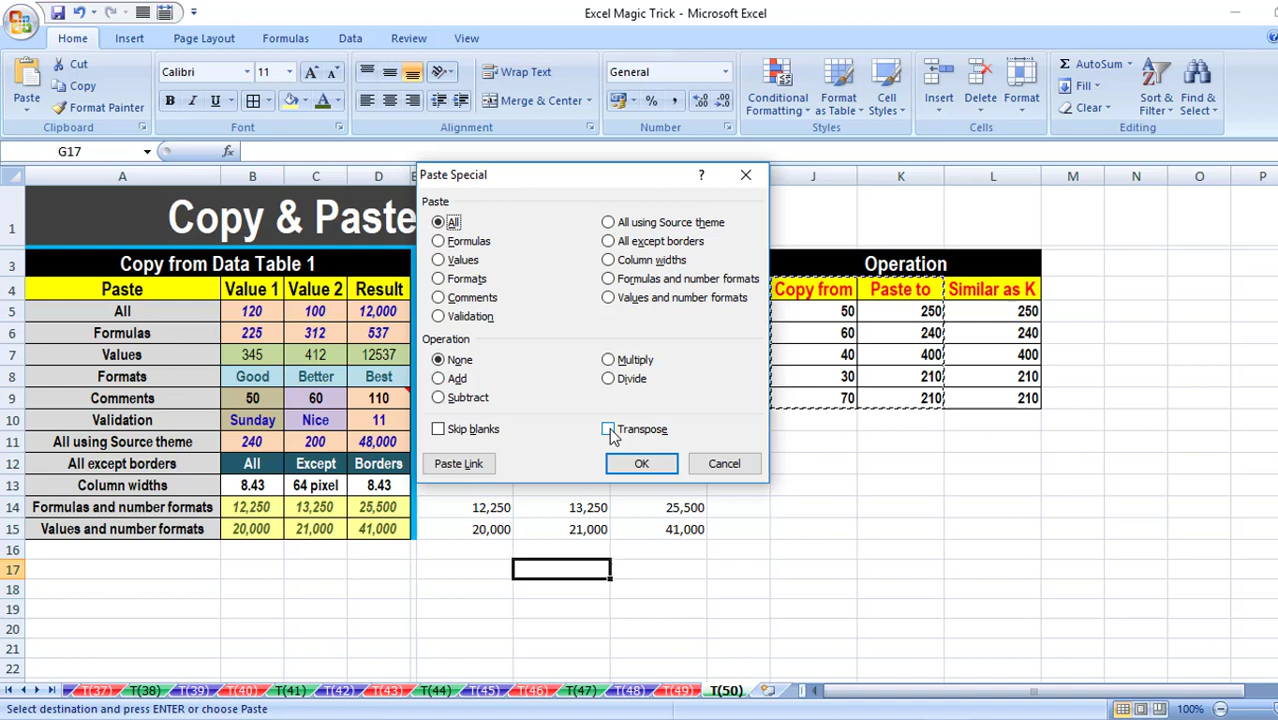 Excel Magic Trick - Microsoft Excel
Home Insert Page Layout Formulas Data Review View
Paste
Cut
Copy
Format Painter
Clipboard
Calibri 11
B I U
Font
Wrap Text
Merge & Center
Alignment
General
Number
Conditional Formatting
Format as Table
Cell Styles
Styles
Insert
Delete
Format
Cells
AutoSum
Fill
Clear
Sort & Filter
Find & Select
Editing
G17 fx
A B C D J K L M N O P
1 Copy & Paste
3 Copy from Data Table 1 Operation
4 Paste Value 1 Value 2 Result Copy from Paste to Similar as K
5 All 120 100 12,000 50 250 250
6 Formulas 225 312 537 60 240 240
7 Values 345 412 12537 40 400 400
8 Formats Good Better Best 30 210 210
9 Comments 50 60 110 70 210 210
10 Validation Sunday Nice 11
11 All using Source theme 240 200 48,000
12 All except borders All Except Borders
13 Column widths 8.43 64 pixel 8.43
14 Formulas and number formats 12,250 13,250 25,500 12,250 13,250 25,500
15 Values and number formats 20,000 21,000 41,000 20,000 21,000 41,000
16
17
18
19
20
21
22
Paste Special ?
Paste
All All using Source theme
Formulas All except borders
Values Column widths
Formats Formulas and number formats
Comments Values and number formats
Validation
Operation
None Multiply
Add Divide
Subtract
Skip blanks Transpose
Paste Link OK Cancel
T(37) T(38) T(39) T(40) T(41) T(42) T(43) T(44) T(45) T(46) T(47) T(48) T(49) T(50)
Select destination and press ENTER or choose Paste 100%